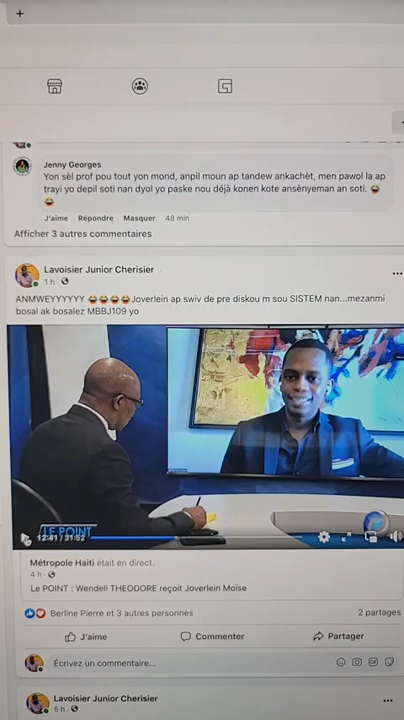 Jenny Georges
Yon sèl prof pou tout yon mond, anpil moun ap tandew ankachèt, men pawol la ap
trayi yo depil soti nan dyol yo paske nou déjà konen kote ansènyeman an soti. 😂
😂
J'aime Répondre Masquer 48 min
Afficher 3 autres commentaires
Lavoisier Junior Cherisier
1 h ·
ANMWEYYYYYY 😂😂😂😂Joverlein ap swiv de pre diskou m sou SISTEM nan...mezanmi
bosal ak bosalez MBBJ109 yo
LE POINT
12:41 / 31:52
Métropole Haiti était en direct.
4 h ·
Le POINT : Wendell THEODORE reçoit Joverlein Moïse
Berline Pierre et 3 autres personnes 2 partages
J'aime Commenter Partager
Écrivez un commentaire...
Lavoisier Junior Cherisier
5 h ·